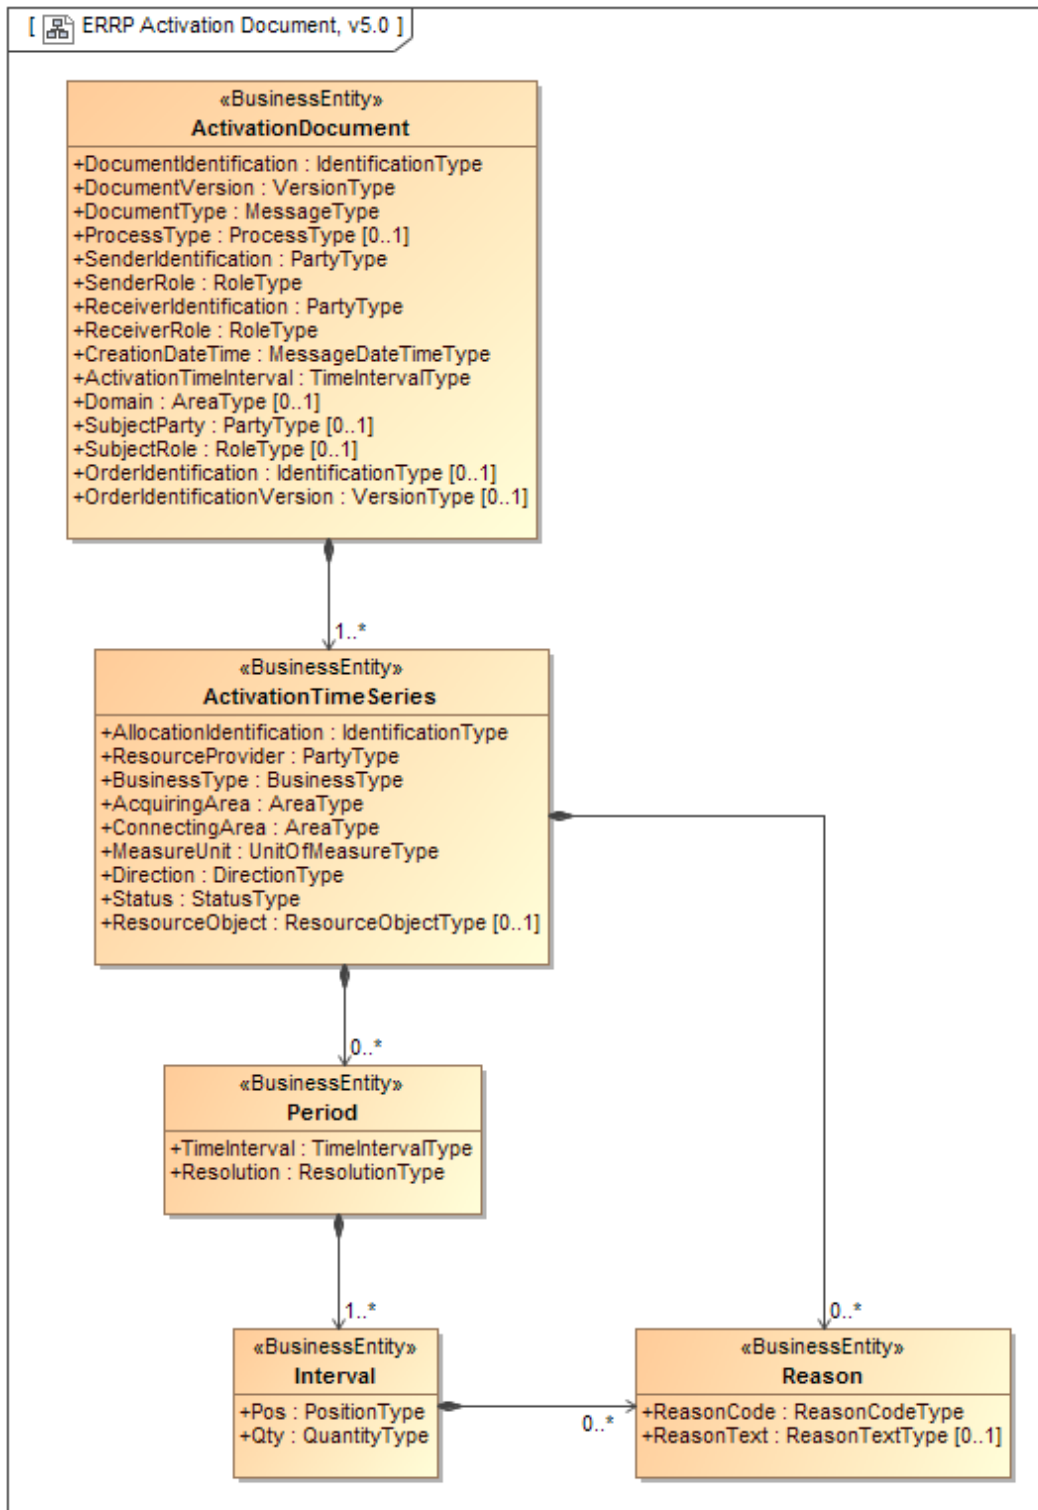 [ ERRP Activation Document, v5.0 ]
«BusinessEntity»
ActivationDocument
+DocumentIdentification : IdentificationType
+DocumentVersion : VersionType
+DocumentType : MessageType
+ProcessType : ProcessType [0..1]
+SenderIdentification : PartyType
+SenderRole : RoleType
+ReceiverIdentification : PartyType
+ReceiverRole : RoleType
+CreationDateTime : MessageDateTimeType
+ActivationTimeInterval : TimeIntervalType
+Domain : AreaType [0..1]
+SubjectParty : PartyType [0..1]
+SubjectRole : RoleType [0..1]
+OrderIdentification : IdentificationType [0..1]
+OrderIdentificationVersion : VersionType [0..1]
1..*
«BusinessEntity»
ActivationTimeSeries
+AllocationIdentification : IdentificationType
+ResourceProvider : PartyType
+BusinessType : BusinessType
+AcquiringArea : AreaType
+ConnectingArea : AreaType
+MeasureUnit : UnitOfMeasureType
+Direction : DirectionType
+Status : StatusType
+ResourceObject : ResourceObjectType [0..1]
0..*
«BusinessEntity»
Period
+TimeInterval : TimeIntervalType
+Resolution : ResolutionType
1..*
0..*
«BusinessEntity»
Interval
+Pos : PositionType
+Qty : QuantityType
0..*
«BusinessEntity»
Reason
+ReasonCode : ReasonCodeType
+ReasonText : ReasonTextType [0..1]